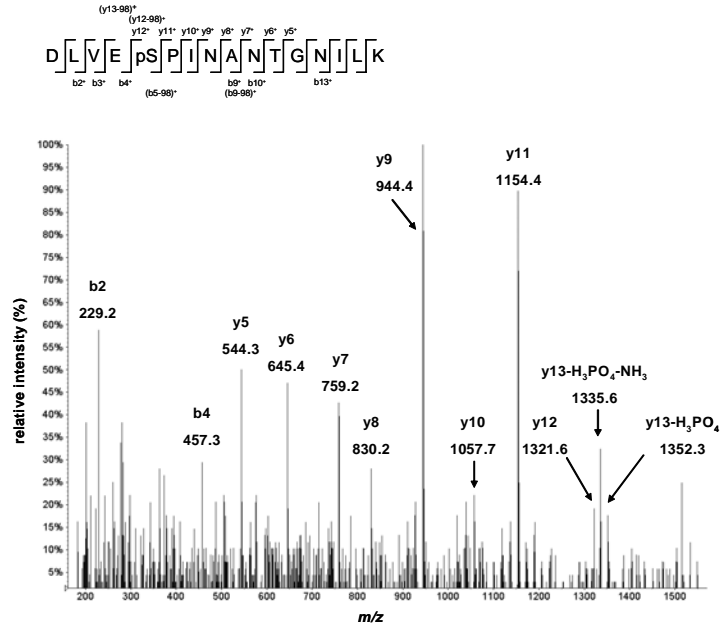 (y13-98)⁺
(y12-98)⁺
y12⁺ y11⁺ y10⁺ y9⁺ y8⁺ y7⁺ y6⁺ y5⁺
D L V E pS P I N A N T G N I L K
b2⁺ b3⁺ b4⁺ b9⁺ b10⁺ b13⁺
(b5-98)⁺ (b9-98)⁺
100%
95%
90%
85%
80%
75%
70%
65%
60%
55%
50%
45%
40%
35%
30%
25%
20%
15%
10%
5%
relative intensity (%)
b2
229.2
b4
457.3
y5
544.3
y6
645.4
y7
759.2
y8
830.2
y9
944.4
y10
1057.7
y11
1154.4
y12
1321.6
y13-H₃PO₄-NH₃
1335.6
y13-H₃PO₄
1352.3
200 300 400 500 600 700 800 900 1000 1100 1200 1300 1400 1500
m/z